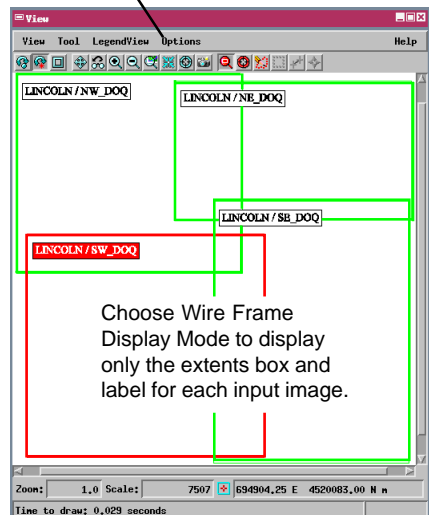 View
View Tool LegendView Options Help
LINCOLN / NW_DOQ
LINCOLN / NE_DOQ
LINCOLN / SE_DOQ
LINCOLN / SW_DOQ
Choose Wire Frame
Display Mode to display
only the extents box and
label for each input image.
Zoom: 1.0 Scale: 7507 694904.25 E 4520083.00 N m
Time to draw: 0.029 seconds